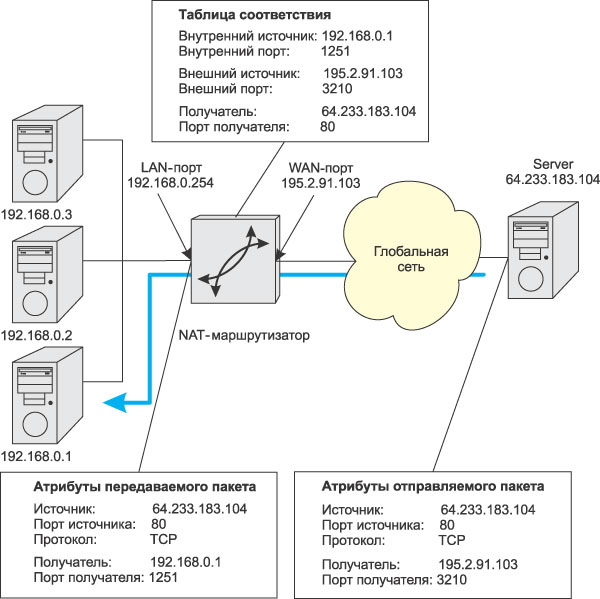 Таблица соответствия
Внутренний источник: 192.168.0.1
Внутренний порт: 1251
Внешний источник: 195.2.91.103
Внешний порт: 3210
Получатель: 64.233.183.104
Порт получателя: 80
LAN-порт
192.168.0.254
WAN-порт
195.2.91.103
Server
64.233.183.104
192.168.0.3
Глобальная
сеть
192.168.0.2
NAT-маршрутизатор
192.168.0.1
Атрибуты передаваемого пакета
Источник: 64.233.183.104
Порт источника: 80
Протокол: TCP
Получатель: 192.168.0.1
Порт получателя: 1251
Атрибуты отправляемого пакета
Источник: 64.233.183.104
Порт источника: 80
Протокол: TCP
Получатель: 195.2.91.103
Порт получателя: 3210